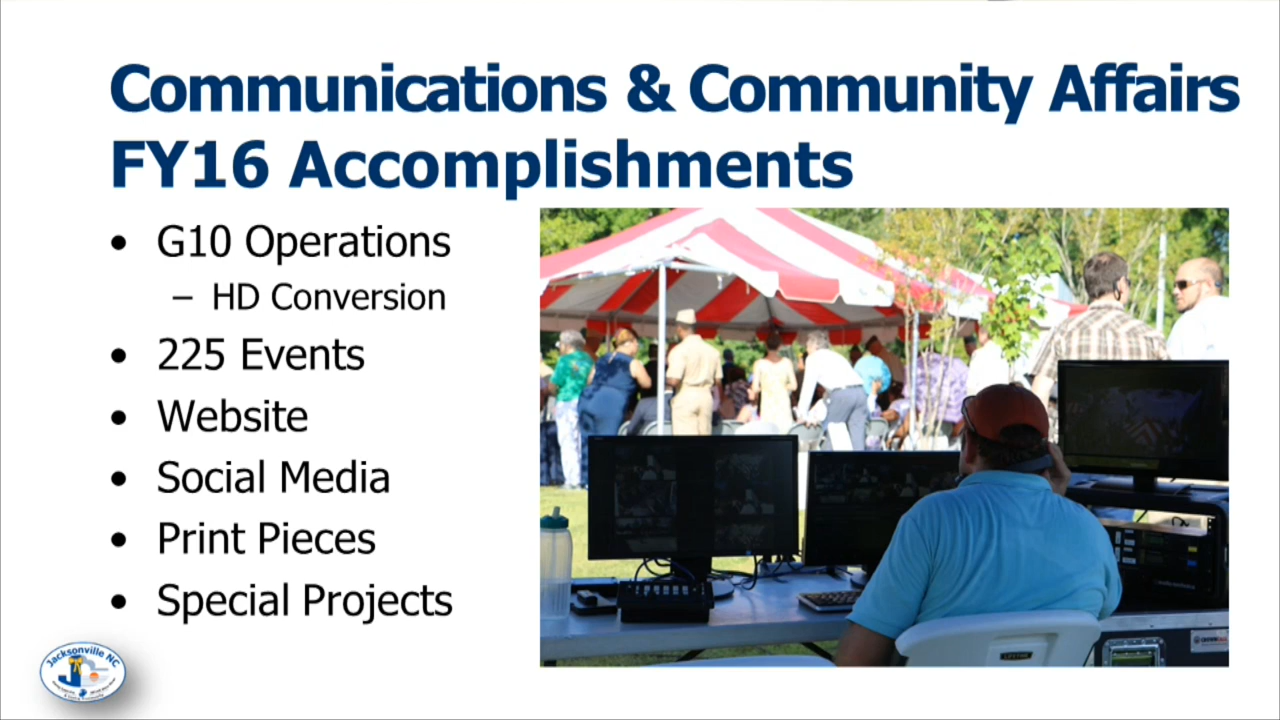 Communications & Community Affairs
FY16 Accomplishments
• G10 Operations
– HD Conversion
• 225 Events
• Website
• Social Media
• Print Pieces
• Special Projects
Jacksonville NC